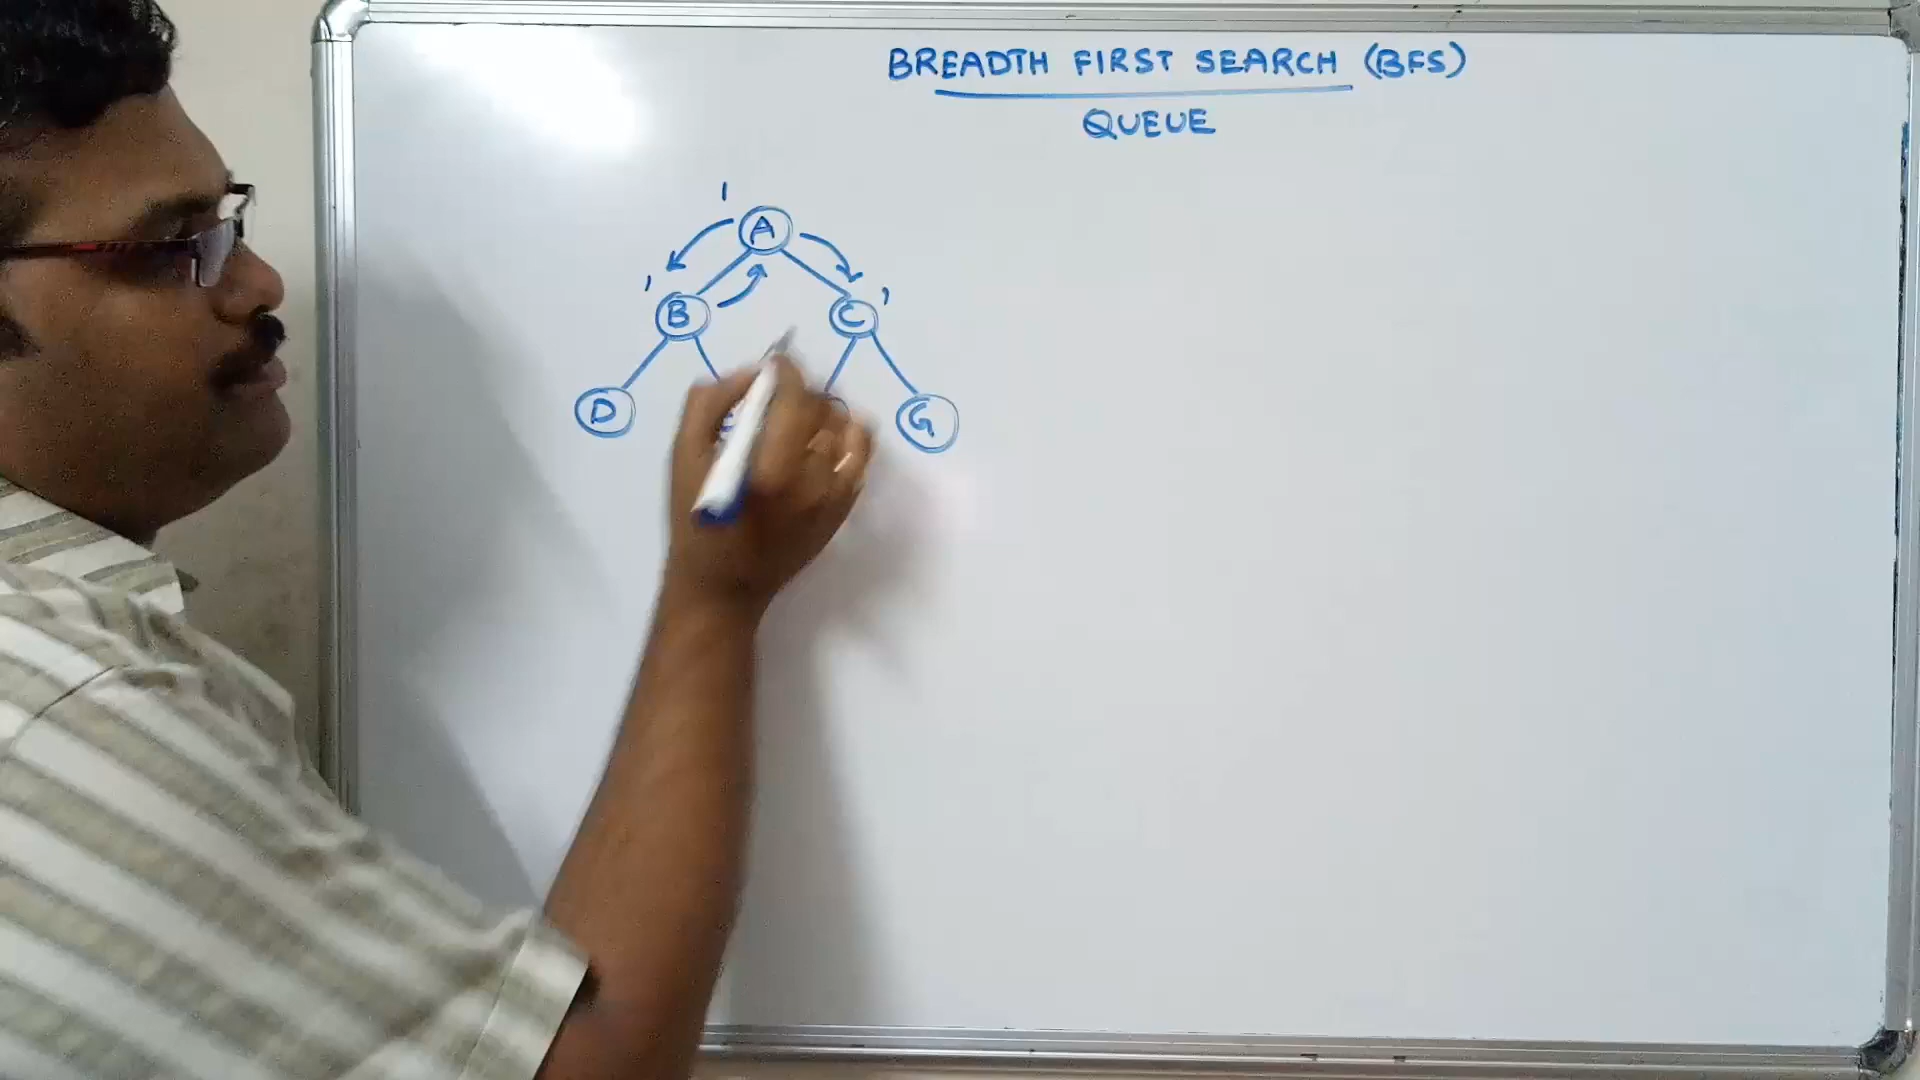 BREADTH FIRST SEARCH (BFS)
QUEUE
A
B C
D G